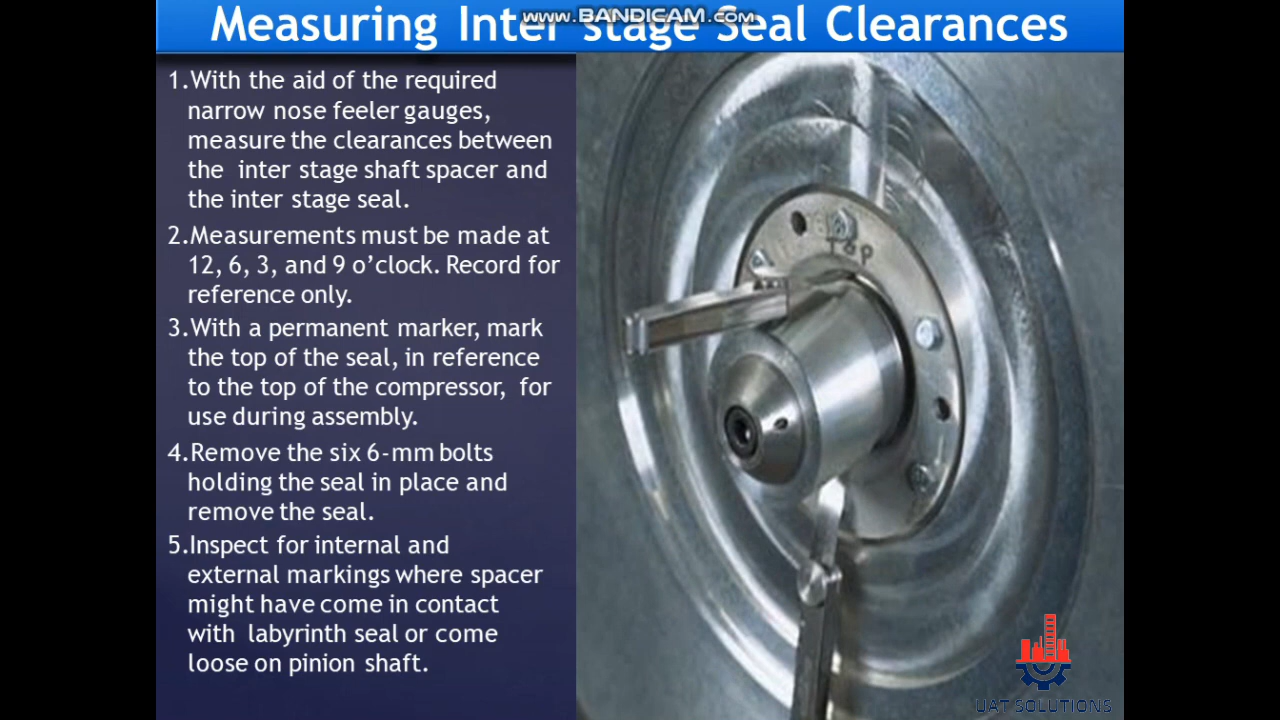 Measuring Inter stage Seal Clearances
www.BANDICAM.com
1.With the aid of the required
narrow nose feeler gauges,
measure the clearances between
the inter stage shaft spacer and
the inter stage seal.
2.Measurements must be made at
12, 6, 3, and 9 o’clock. Record for
reference only.
3.With a permanent marker, mark
the top of the seal, in reference
to the top of the compressor, for
use during assembly.
4.Remove the six 6-mm bolts
holding the seal in place and
remove the seal.
5.Inspect for internal and
external markings where spacer
might have come in contact
with labyrinth seal or come
loose on pinion shaft.
Top
UAT SOLUTIONS